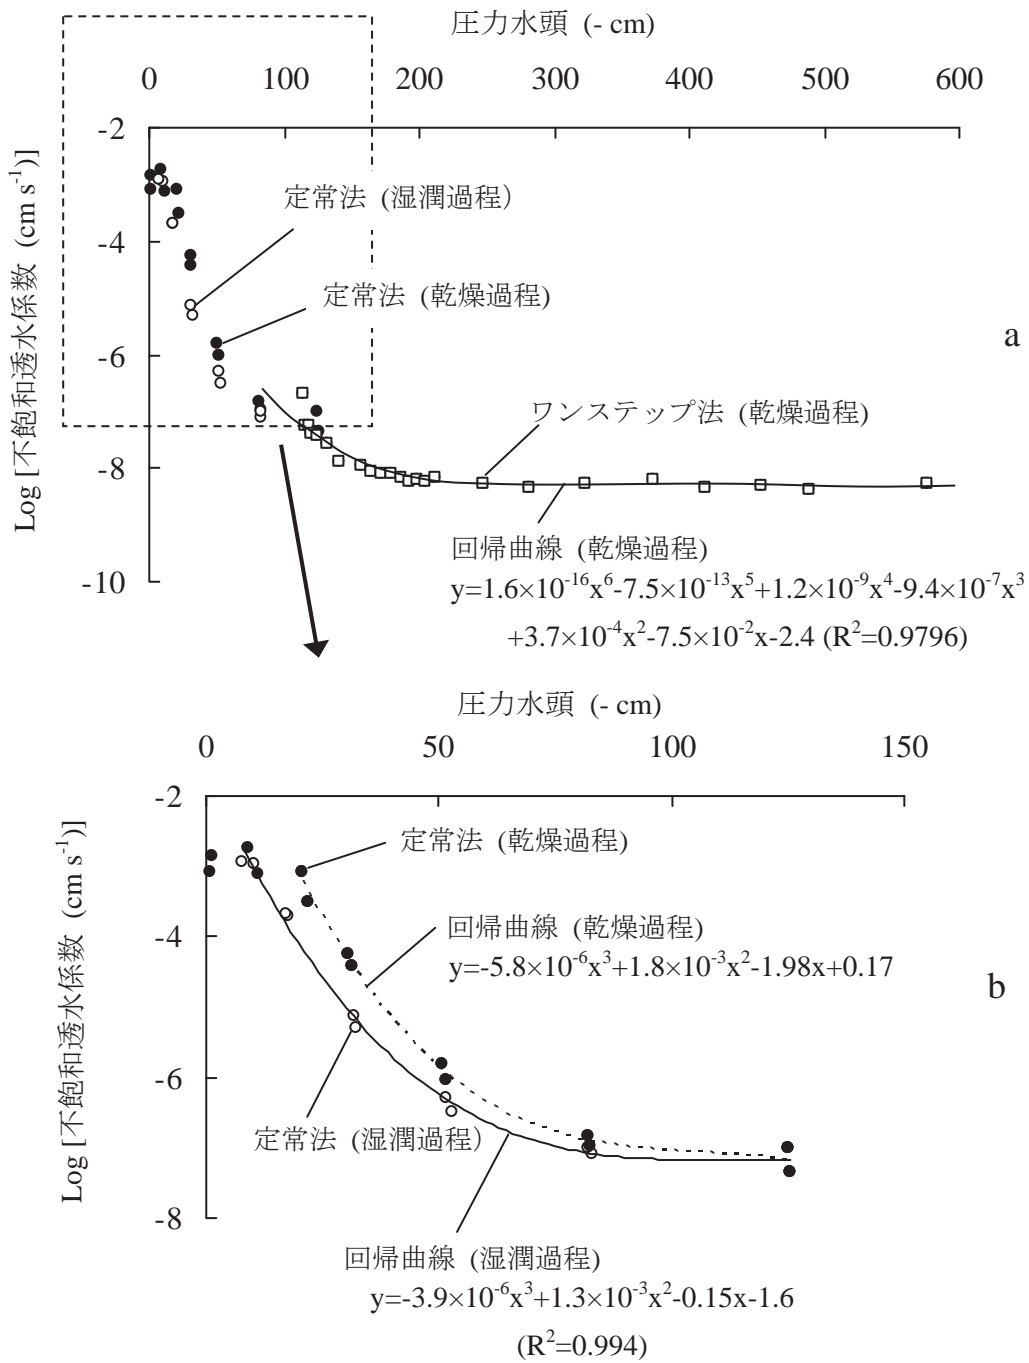 圧力水頭 (- cm)
0 100 200 300 400 500 600
-2
-4
-6
-8
-10
Log [不飽和透水係数 (cm s⁻¹)]
定常法 (湿潤過程)
定常法 (乾燥過程)
a
ワンステップ法 (乾燥過程)
回帰曲線 (乾燥過程)
y=1.6×10⁻¹⁶x⁶-7.5×10⁻¹³x⁵+1.2×10⁻⁹x⁴-9.4×10⁻⁷x³
+3.7×10⁻⁴x²-7.5×10⁻²x-2.4 (R²=0.9796)
圧力水頭 (- cm)
0 50 100 150
-2
-4
-6
-8
Log [不飽和透水係数 (cm s⁻¹)]
定常法 (乾燥過程)
回帰曲線 (乾燥過程)
y=-5.8×10⁻⁶x³+1.8×10⁻³x²-1.98x+0.17
b
定常法 (湿潤過程)
回帰曲線 (湿潤過程)
y=-3.9×10⁻⁶x³+1.3×10⁻³x²-0.15x-1.6
(R²=0.994)